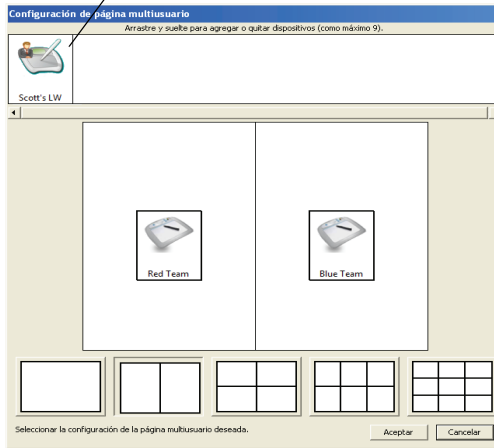 Configuración de página multiusuario
Arrastre y suelte para agregar o quitar dispositivos (como máximo 9).
Scott's LW
Red Team
Blue Team
Seleccionar la configuración de la página multiusuario deseada.
Aceptar
Cancelar